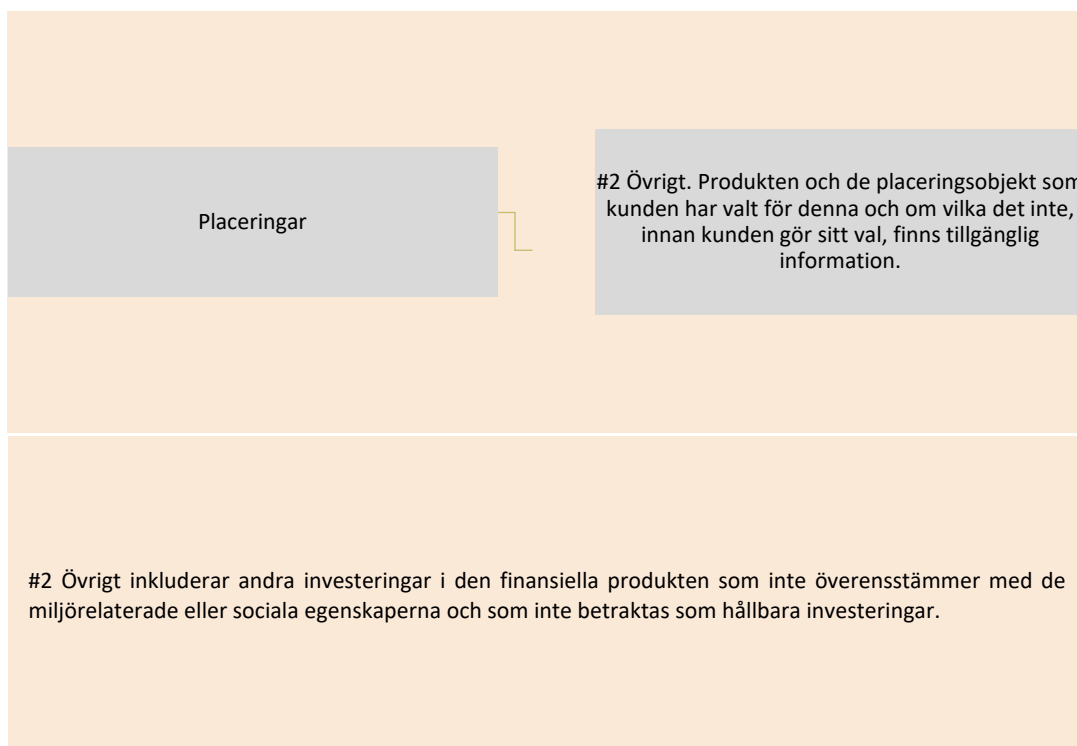 Placeringar
#2 Övrigt. Produkten och de placeringsobjekt som
kunden har valt för denna och om vilka det inte,
innan kunden gör sitt val, finns tillgänglig
information.
#2 Övrigt inkluderar andra investeringar i den finansiella produkten som inte överensstämmer med de
miljörelaterade eller sociala egenskaperna och som inte betraktas som hållbara investeringar.